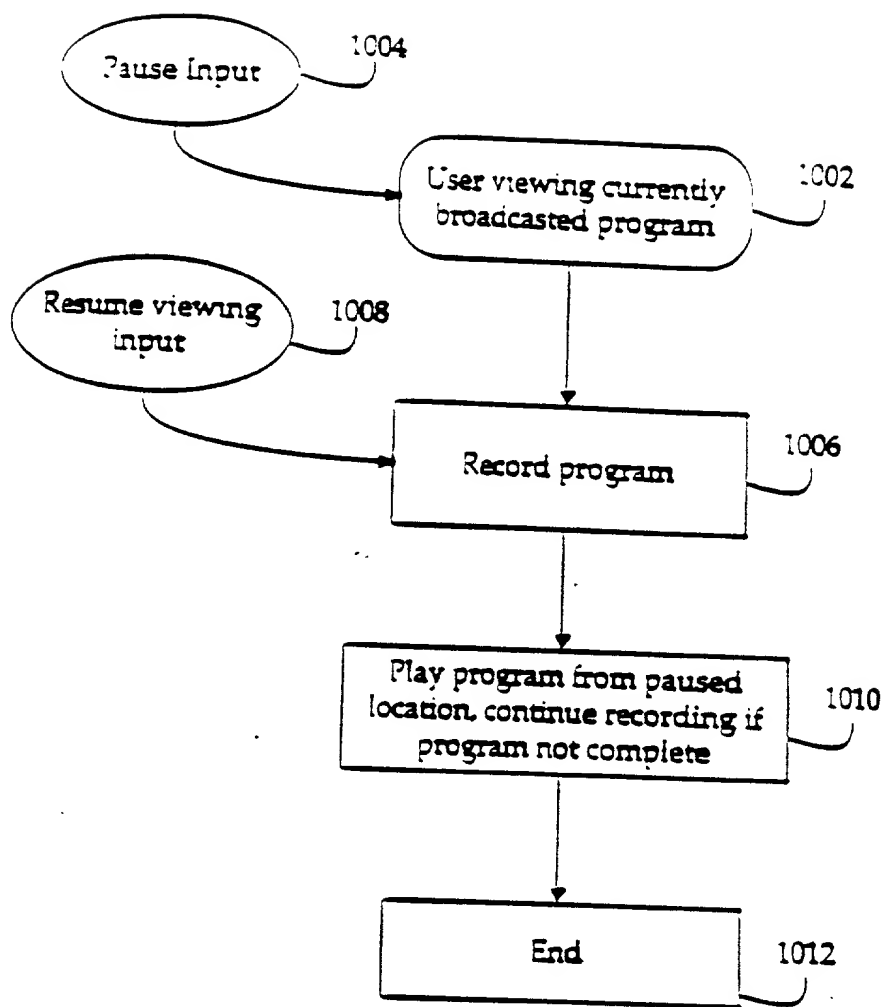 1004
Pause Input
User viewing currently
broadcasted program
1002
Resume viewing
input
1008
Record program
1006
Play program from paused
location, continue recording if
program not complete
1010
End
1012